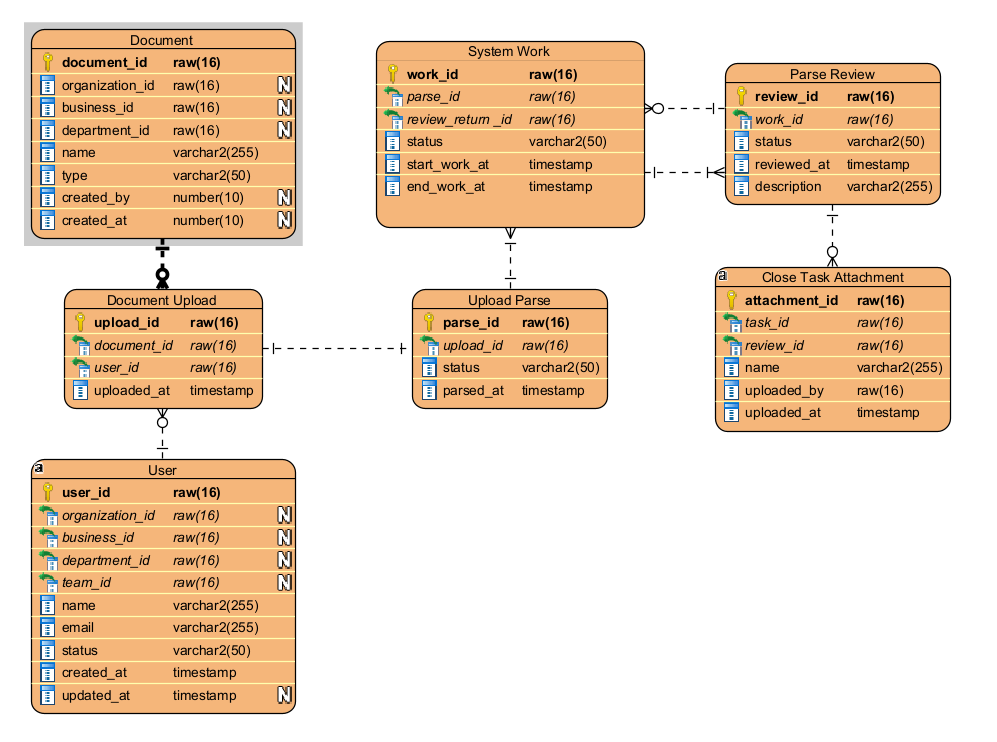 Document
document_id raw(16)
organization_id raw(16) N
business_id raw(16) N
department_id raw(16) N
name varchar2(255)
type varchar2(50)
created_by number(10) N
created_at number(10) N
System Work
work_id raw(16)
parse_id raw(16)
review_return _id raw(16)
status varchar2(50)
start_work_at timestamp
end_work_at timestamp
Parse Review
review_id raw(16)
work_id raw(16)
status varchar2(50)
reviewed_at timestamp
description varchar2(255)
Document Upload
upload_id raw(16)
document_id raw(16)
user_id raw(16)
uploaded_at timestamp
Upload Parse
parse_id raw(16)
upload_id raw(16)
status varchar2(50)
parsed_at timestamp
a
Close Task Attachment
attachment_id raw(16)
task_id raw(16)
review_id raw(16)
name varchar2(255)
uploaded_by raw(16)
uploaded_at timestamp
a
User
user_id raw(16)
organization_id raw(16) N
business_id raw(16) N
department_id raw(16) N
team_id raw(16) N
name varchar2(255)
email varchar2(255)
status varchar2(50)
created_at timestamp
updated_at timestamp N